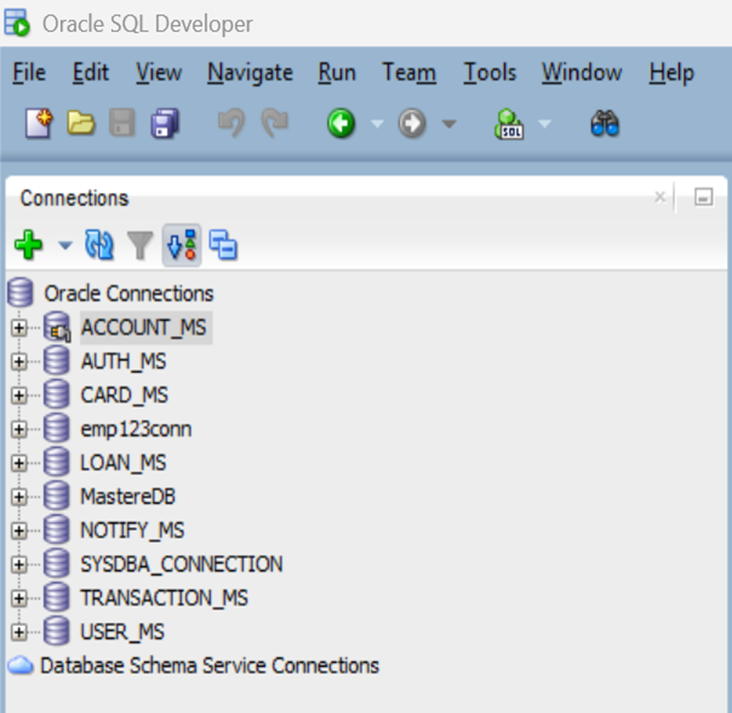 Oracle SQL Developer
File Edit View Navigate Run Team Tools Window Help
SQL
Connections
Oracle Connections
ACCOUNT_MS
AUTH_MS
CARD_MS
emp123conn
LOAN_MS
MastereDB
NOTIFY_MS
SYSDBA_CONNECTION
TRANSACTION_MS
USER_MS
Database Schema Service Connections